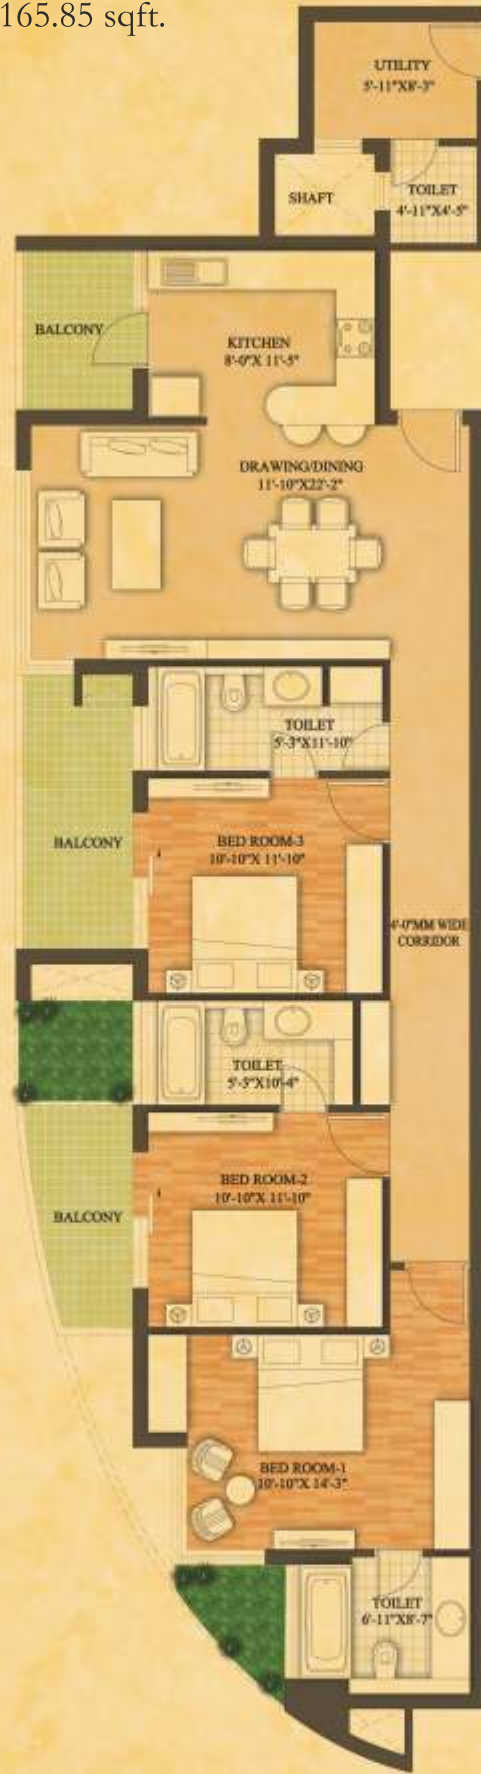 165.85 sqft.
UTILITY
5'-11"X8'-3"
SHAFT
TOILET
4'-11"X4'-5"
BALCONY
KITCHEN
8'-0"X 11'-5"
DRAWING/DINING
11'-10"X22'-2"
TOILET
5'-3"X11'-10"
BALCONY
BED ROOM-3
10'-10"X 11'-10"
4'-0"MM WIDE
CORRIDOR
TOILET
5'-3"X10'-4"
BED ROOM-2
10'-10"X 11'-10"
BALCONY
BED ROOM-1
10'-10"X 14'-3"
TOILET
6'-11"X8'-7"